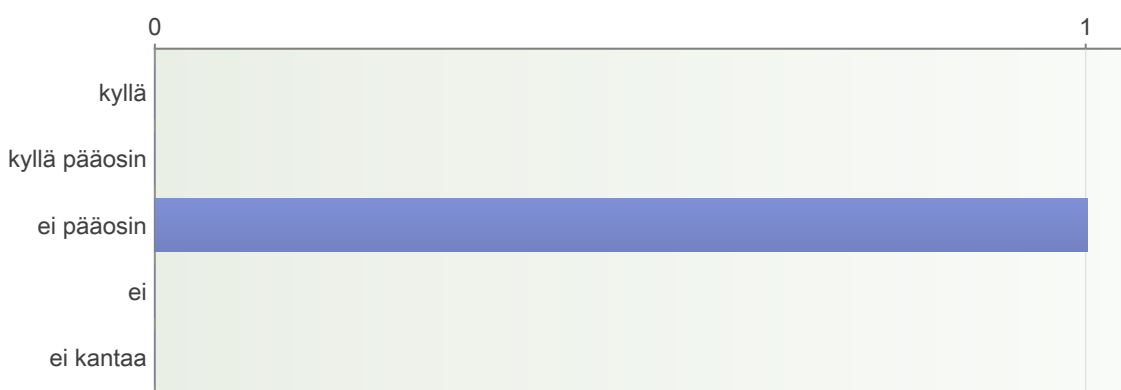 0 1
kyllä
kyllä pääosin
ei pääosin
ei
ei kantaa